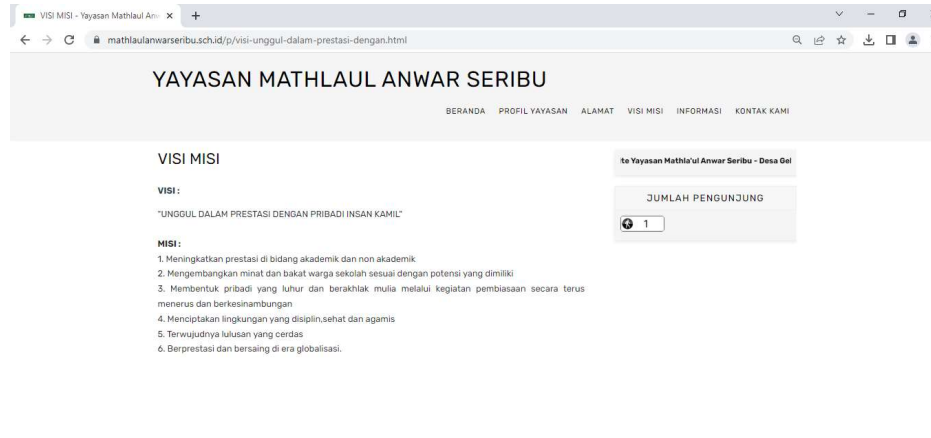 VISI MISI - Yayasan Mathlaul Anw
mathlaulanwarseribu.sch.id/p/visi-unggul-dalam-prestasi-dengan.html
YAYASAN MATHLAUL ANWAR SERIBU
BERANDA PROFIL YAYASAN ALAMAT VISI MISI INFORMASI KONTAK KAMI
VISI MISI
VISI :
"UNGGUL DALAM PRESTASI DENGAN PRIBADI INSAN KAMIL"
MISI :
1. Meningkatkan prestasi di bidang akademik dan non akademik
2. Mengembangkan minat dan bakat warga sekolah sesuai dengan potensi yang dimiliki
3. Membentuk pribadi yang luhur dan berakhlak mulia melalui kegiatan pembiasaan secara terus
menerus dan berkesinambungan
4. Menciptakan lingkungan yang disiplin,sehat dan agamis
5. Terwujudnya lulusan yang cerdas
6. Berprestasi dan bersaing di era globalisasi.
te Yayasan Mathla'ul Anwar Seribu - Desa Gel
JUMLAH PENGUNJUNG
1